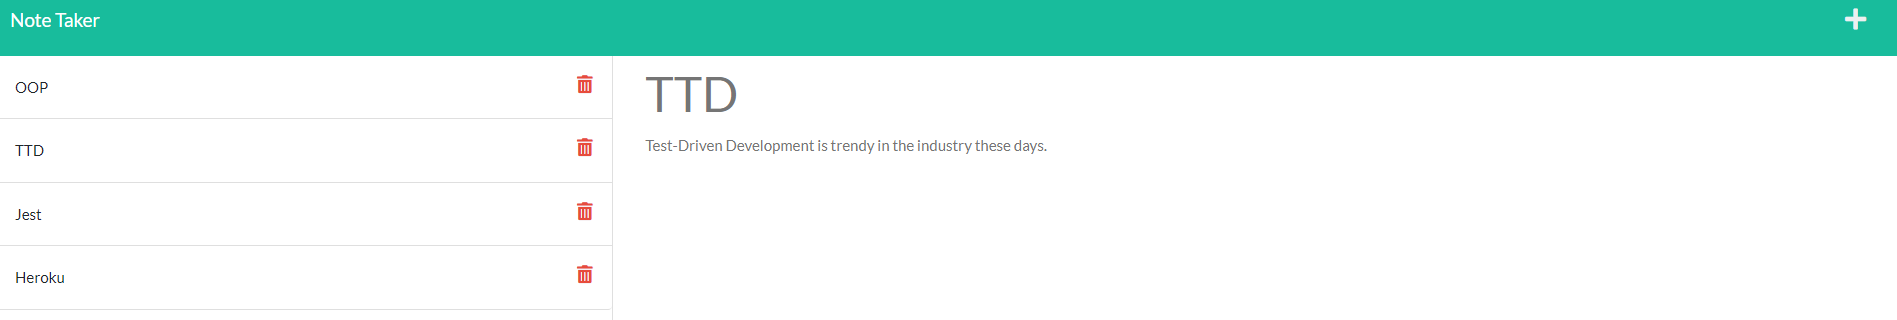 Note Taker
OOP
TTD
Jest
Heroku
TTD
Test-Driven Development is trendy in the industry these days.